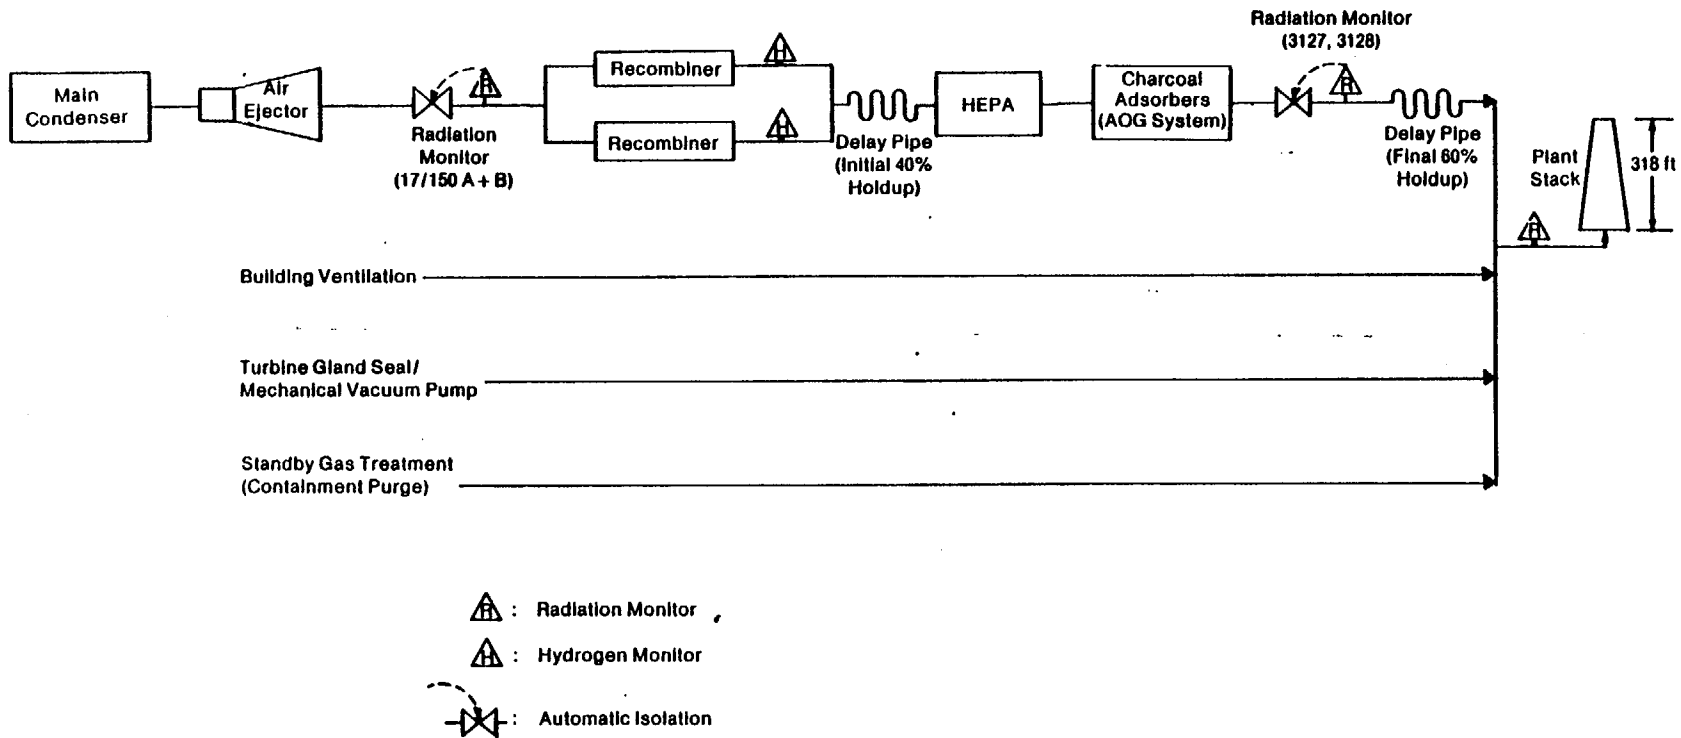 Radiation Monitor
(3127, 3128)
Main
Condenser
Air
Ejector
R
Radiation
Monitor
(17/150 A + B)
Recombiner
H
Recombiner
H
Delay Pipe
(Initial 40%
Holdup)
HEPA
Charcoal
Adsorbers
(AOG System)
R
Delay Pipe
(Final 60%
Holdup)
Plant
Stack
318 ft
R
Building Ventilation
Turbine Gland Seal/
Mechanical Vacuum Pump
Standby Gas Treatment
(Containment Purge)
R : Radiation Monitor
H : Hydrogen Monitor
: Automatic Isolation